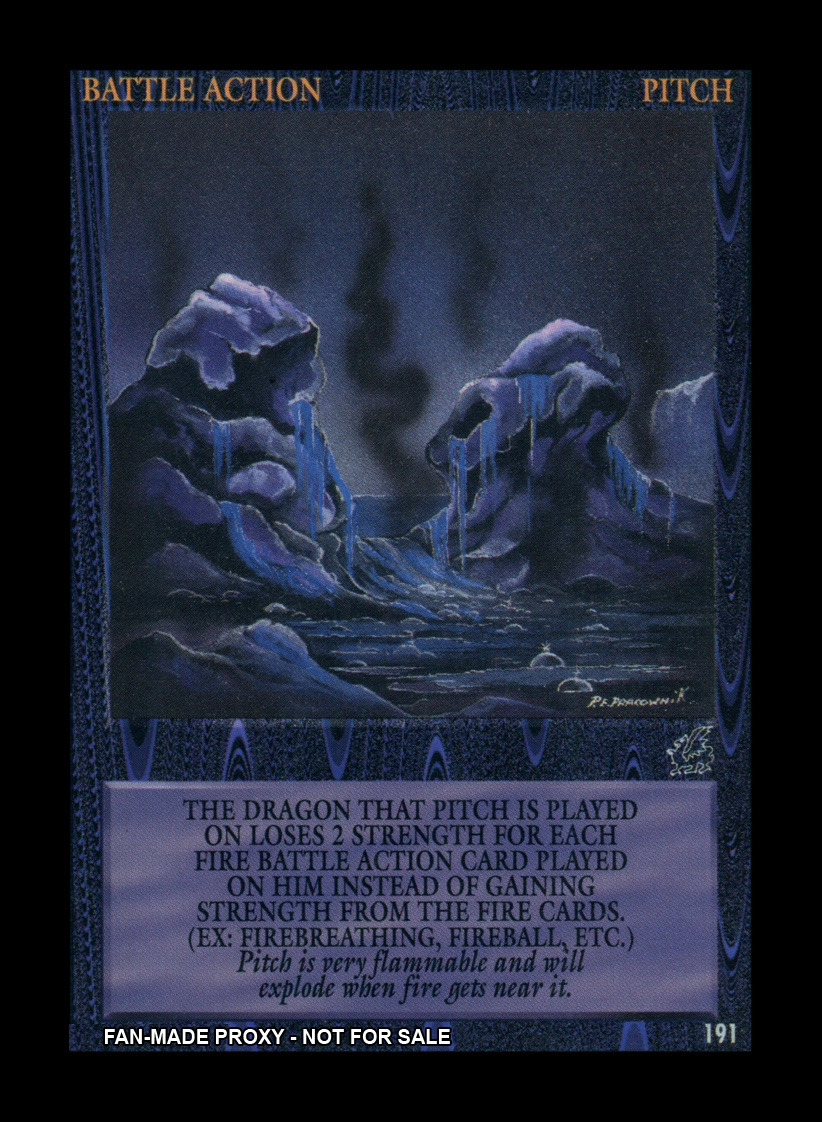 BATTLE ACTION PITCH
P.E. PRACOWNIK
THE DRAGON THAT PITCH IS PLAYED
ON LOSES 2 STRENGTH FOR EACH
FIRE BATTLE ACTION CARD PLAYED
ON HIM INSTEAD OF GAINING
STRENGTH FROM THE FIRE CARDS.
(EX: FIREBREATHING, FIREBALL, ETC.)
Pitch is very flammable and will
explode when fire gets near it.
FAN-MADE PROXY - NOT FOR SALE 191